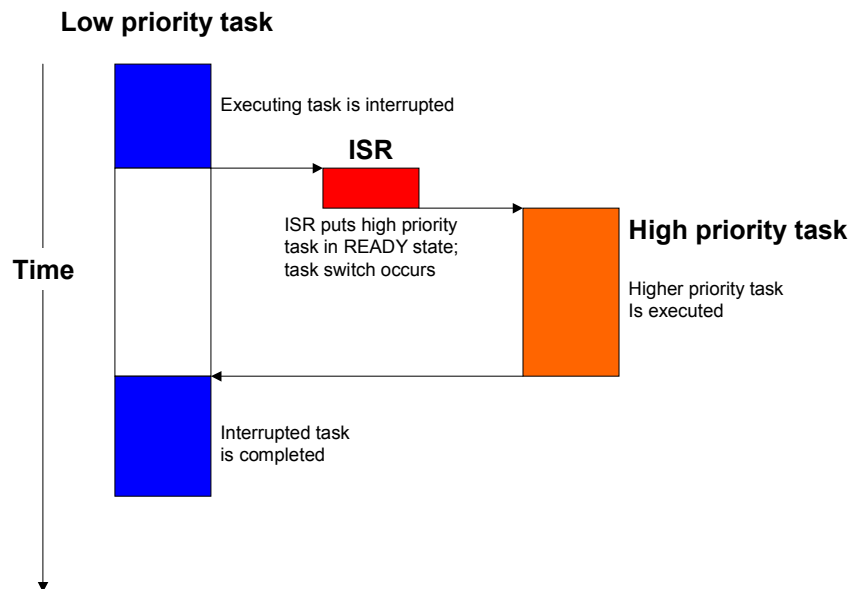 Low priority task
Executing task is interrupted
ISR
ISR puts high priority
task in READY state;
task switch occurs
High priority task
Time
Higher priority task
Is executed
Interrupted task
is completed